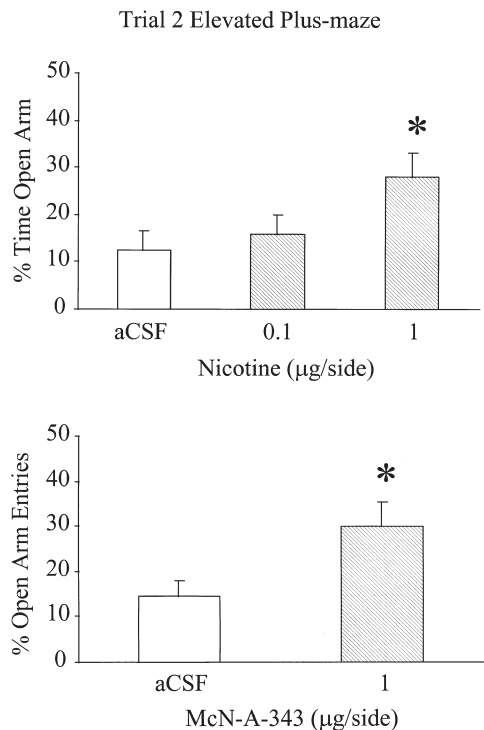 Trial 2 Elevated Plus-maze
% Time Open Arm
50
40
30
20
10
0
*
aCSF 0.1 1
Nicotine (μg/side)
% Open Arm Entries
50
40
30
20
10
0
*
aCSF 1
McN-A-343 (μg/side)